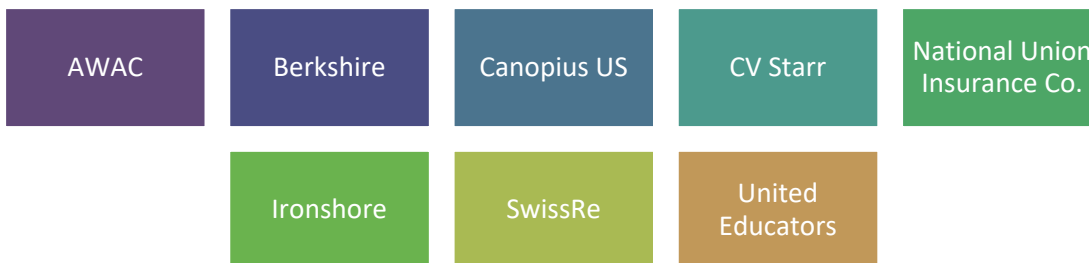 AWAC
Berkshire
Canopius US
CV Starr
National Union
Insurance Co.
Ironshore
SwissRe
United
Educators